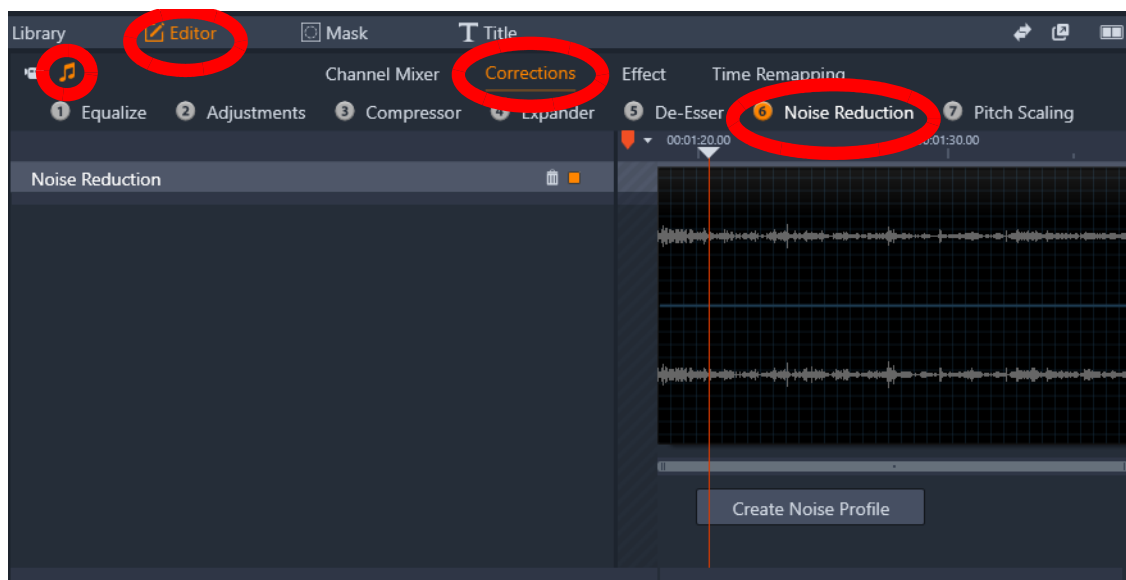 Library Editor Mask Title
Channel Mixer Corrections Effect Time Remapping
1 Equalize 2 Adjustments 3 Compressor 4 Expander 5 De-Esser 6 Noise Reduction 7 Pitch Scaling
00:01:20.00 0:01:30.00
Noise Reduction
Create Noise Profile